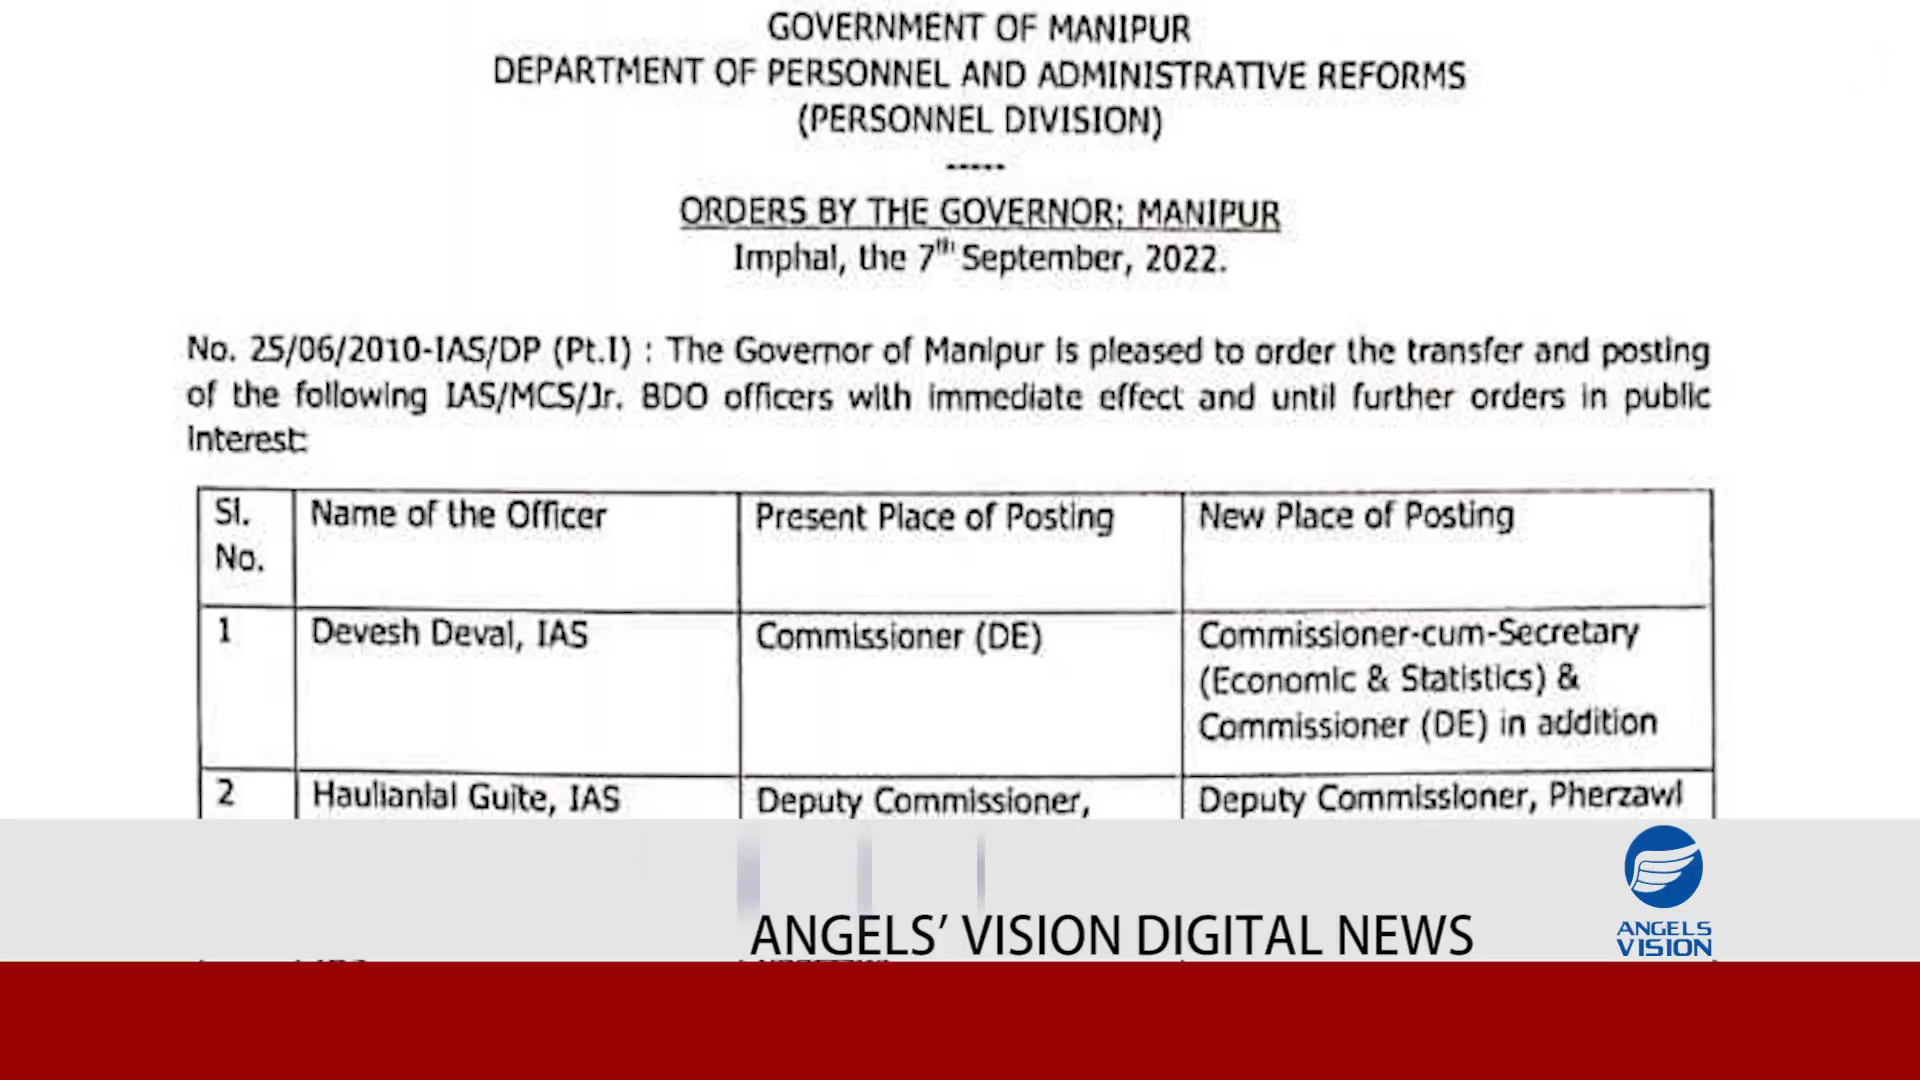 GOVERNMENT OF MANIPUR
DEPARTMENT OF PERSONNEL AND ADMINISTRATIVE REFORMS
(PERSONNEL DIVISION)
-----
ORDERS BY THE GOVERNOR: MANIPUR
Imphal, the 7th September, 2022.
No. 25/06/2010-IAS/DP (Pt.I) : The Governor of Manipur is pleased to order the transfer and posting
of the following IAS/MCS/Jr. BDO officers with immediate effect and until further orders in public
interest:
Sl. No. Name of the Officer Present Place of Posting New Place of Posting
1 Devesh Deval, IAS Commissioner (DE) Commissioner-cum-Secretary
(Economic & Statistics) &
Commissioner (DE) in addition
2 Haulianlal Guite, IAS Deputy Commissioner, Deputy Commissioner, Pherzawl
ANGELS' VISION DIGITAL NEWS
ANGELS
VISION